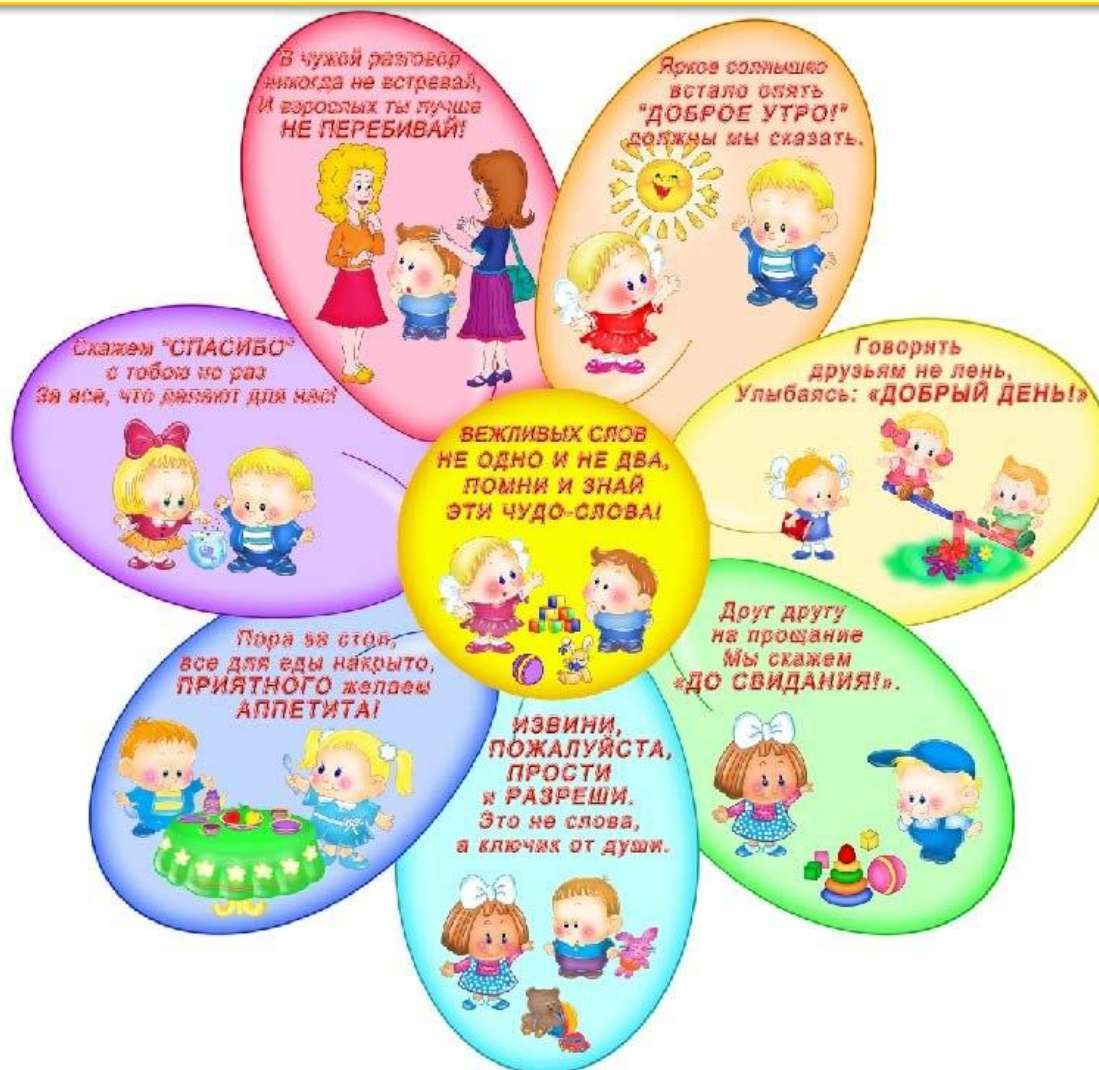 В чужой разговор
никогда не встревай,
И взрослых ты лучше
НЕ ПЕРЕБИВАЙ!
Яркое солнышко
встало опять
"ДОБРОЕ УТРО!"
должны мы сказать.
Скажем "СПАСИБО"
с тобою не раз
За все, что делают для нас!
Говорить
друзьям не лень,
Улыбаясь: «ДОБРЫЙ ДЕНЬ!»
ВЕЖЛИВЫХ СЛОВ
НЕ ОДНО И НЕ ДВА,
ПОМНИ И ЗНАЙ
ЭТИ ЧУДО-СЛОВА!
Пора за стол,
все для еды накрыто,
ПРИЯТНОГО желаем
АППЕТИТА!
Друг другу
на прощание
Мы скажем
«ДО СВИДАНИЯ!».
ИЗВИНИ,
ПОЖАЛУЙСТА,
ПРОСТИ
и РАЗРЕШИ.
Это не слова,
а ключик от души.